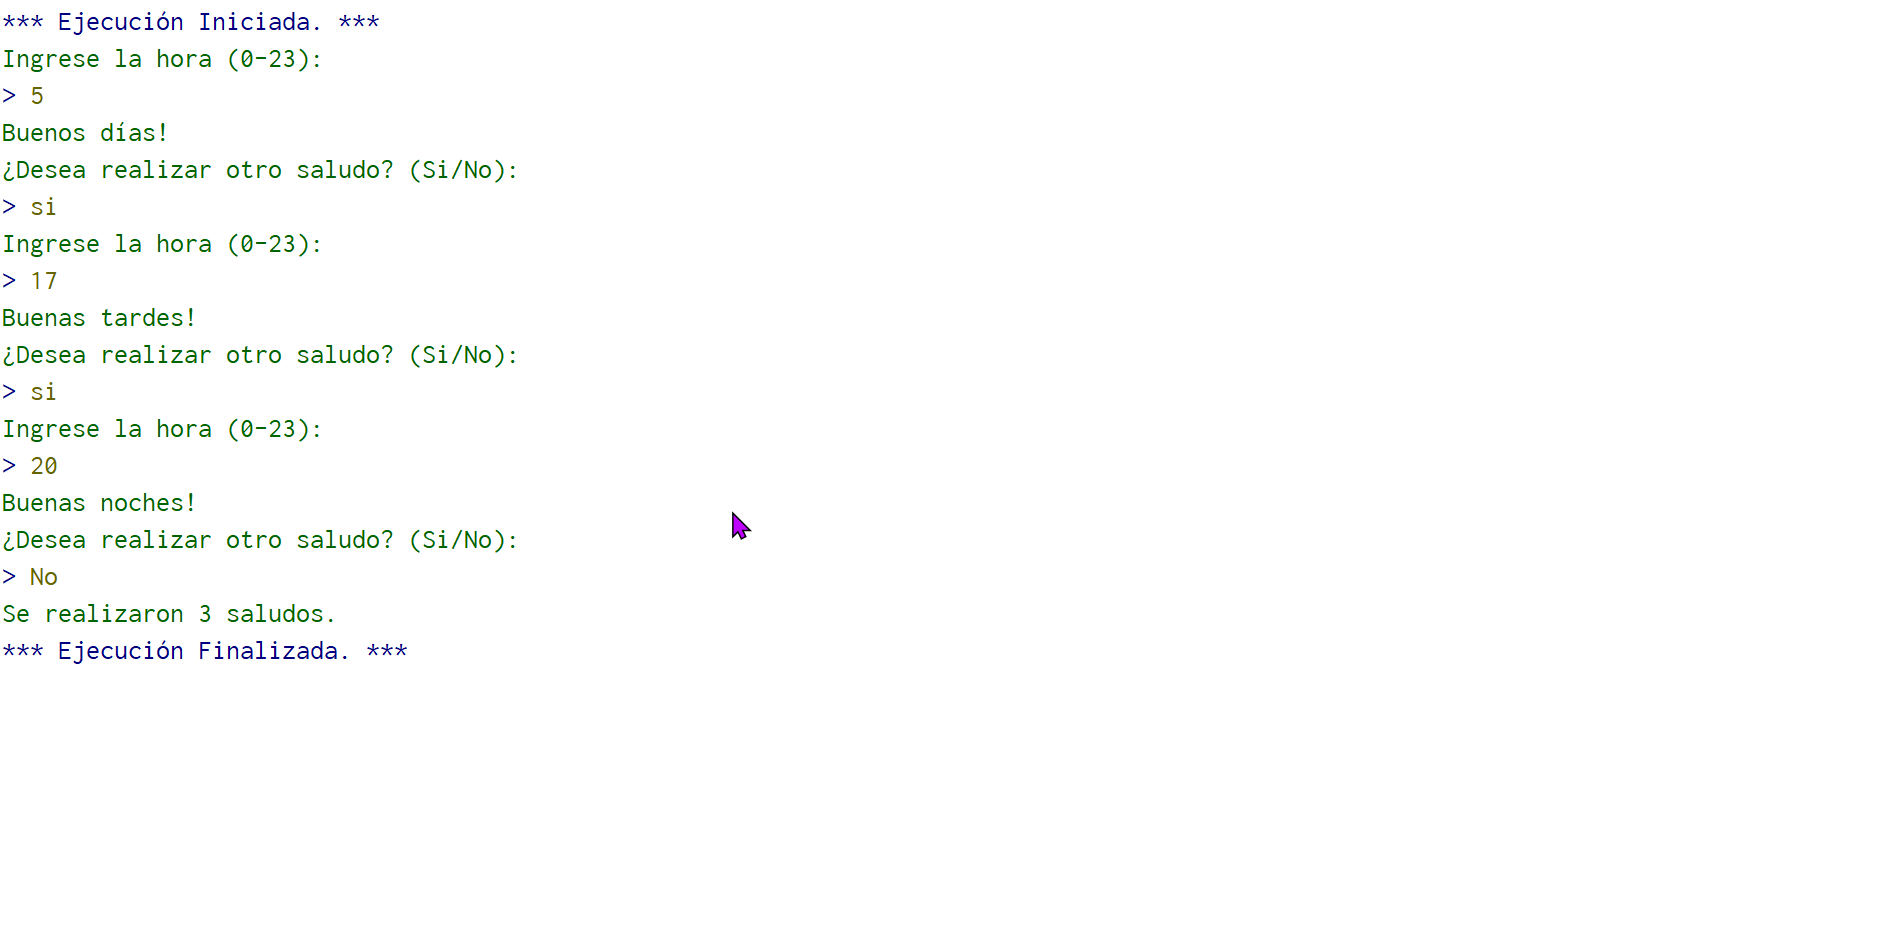 *** Ejecución Iniciada. ***
Ingrese la hora (0-23):
> 5
Buenos días!
¿Desea realizar otro saludo? (Si/No):
> si
Ingrese la hora (0-23):
> 17
Buenas tardes!
¿Desea realizar otro saludo? (Si/No):
> si
Ingrese la hora (0-23):
> 20
Buenas noches!
¿Desea realizar otro saludo? (Si/No):
> No
Se realizaron 3 saludos.
*** Ejecución Finalizada. ***